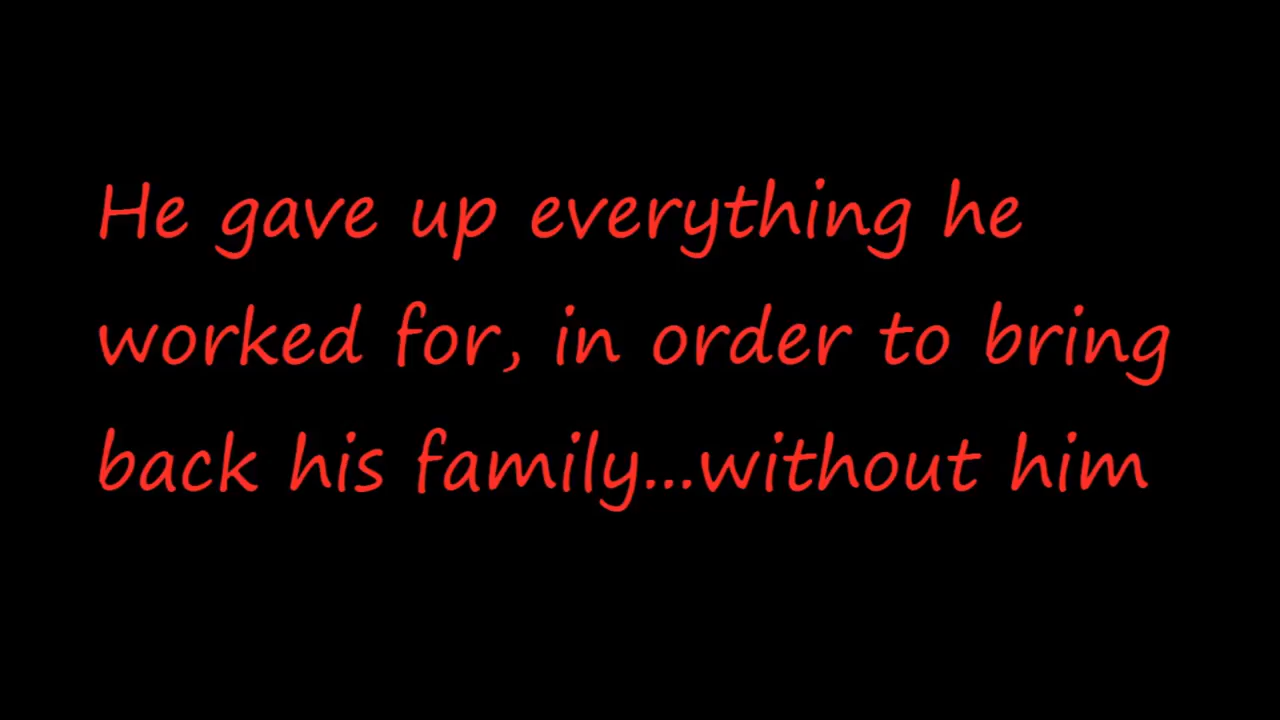 He gave up everything he
worked for, in order to bring
back his family...without him